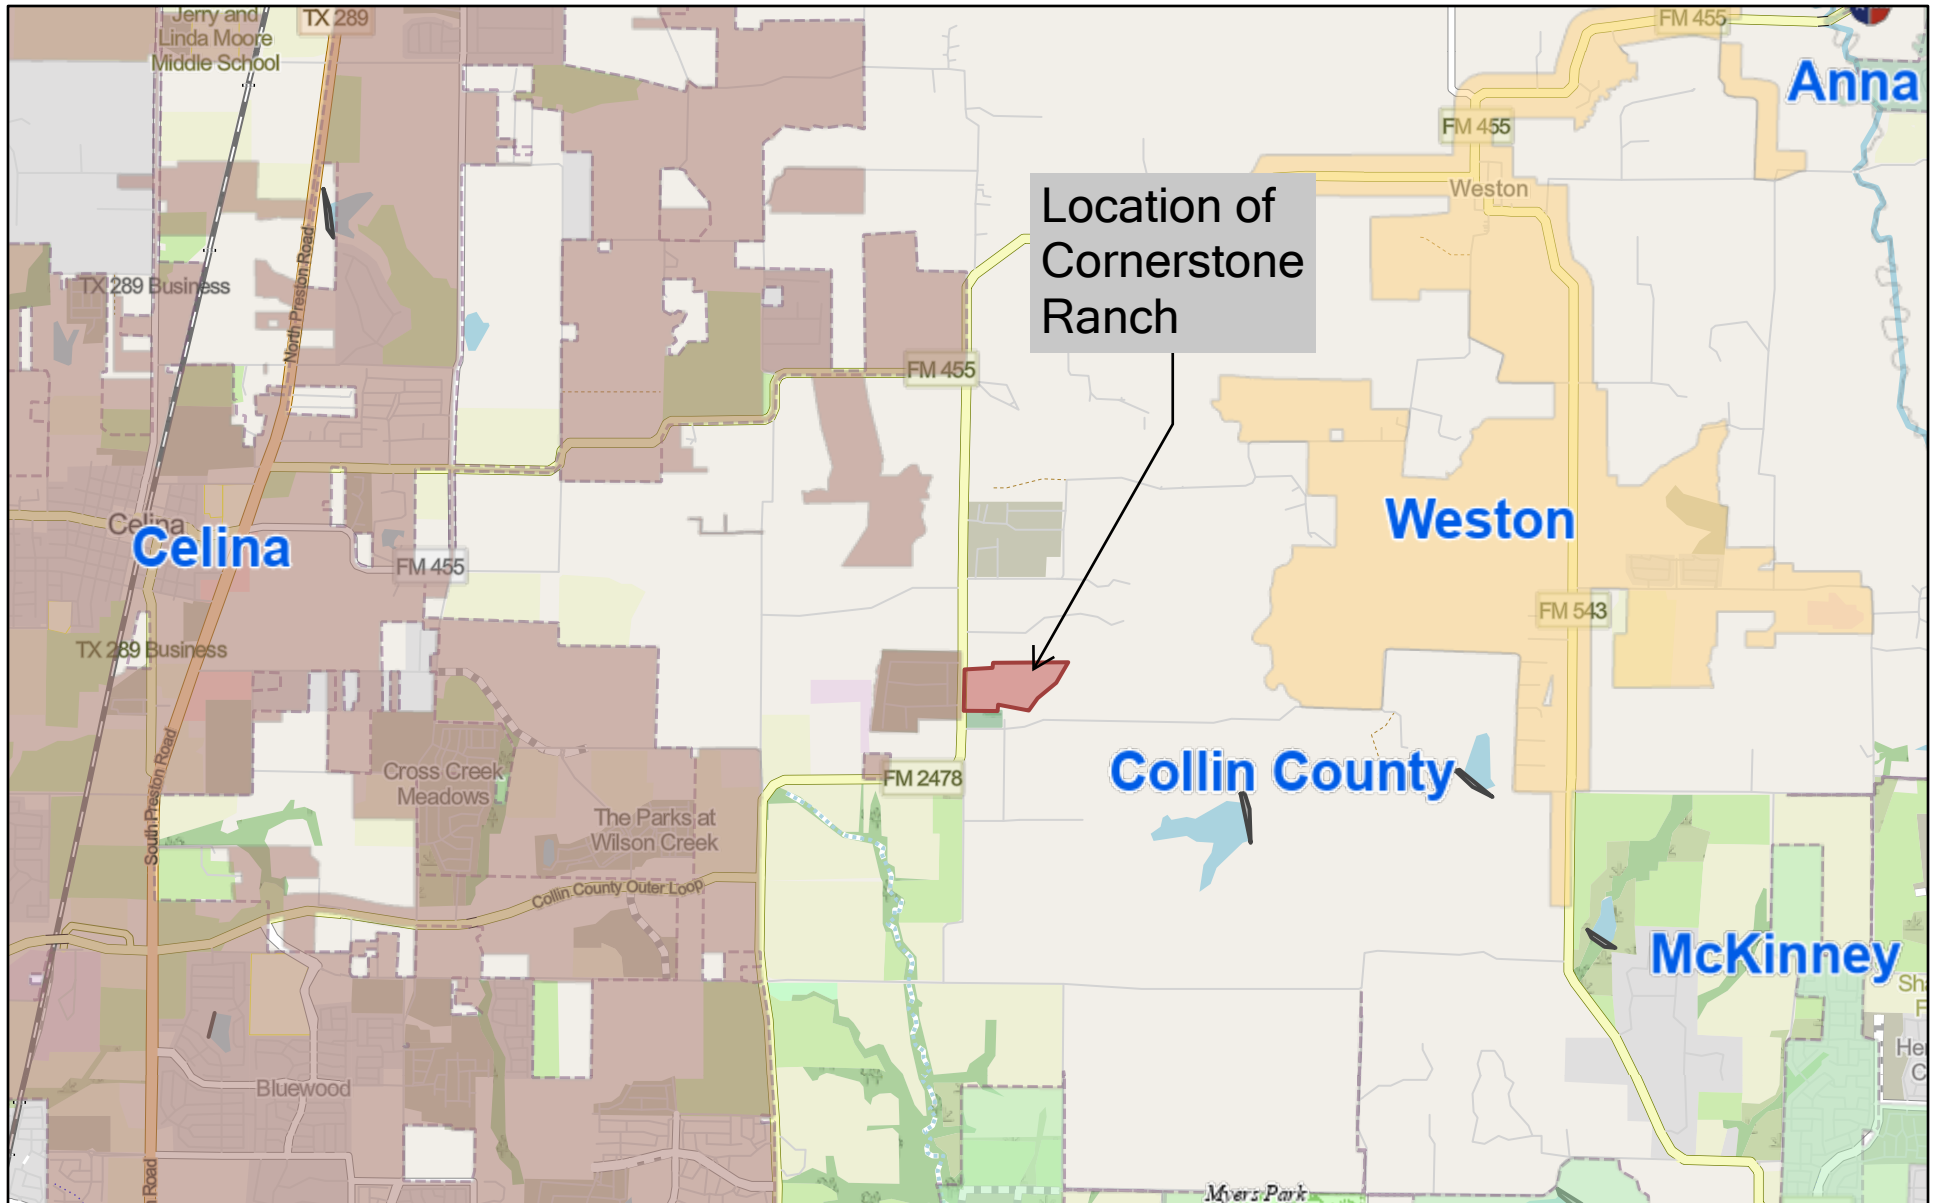 Jerry and
Linda Moore
Middle School
TX 289
FM 455
Anna
FM 455
Weston
Location of
Cornerstone
Ranch
TX 289 Business
North Preston Road
FM 455
Celina
Celina
FM 455
Weston
FM 543
TX 289 Business
South Preston Road
Cross Creek
Meadows
The Parks at
Wilson Creek
FM 2478
Collin County
Collin County Outer Loop
McKinney
Bluewood
Road
Myers Park